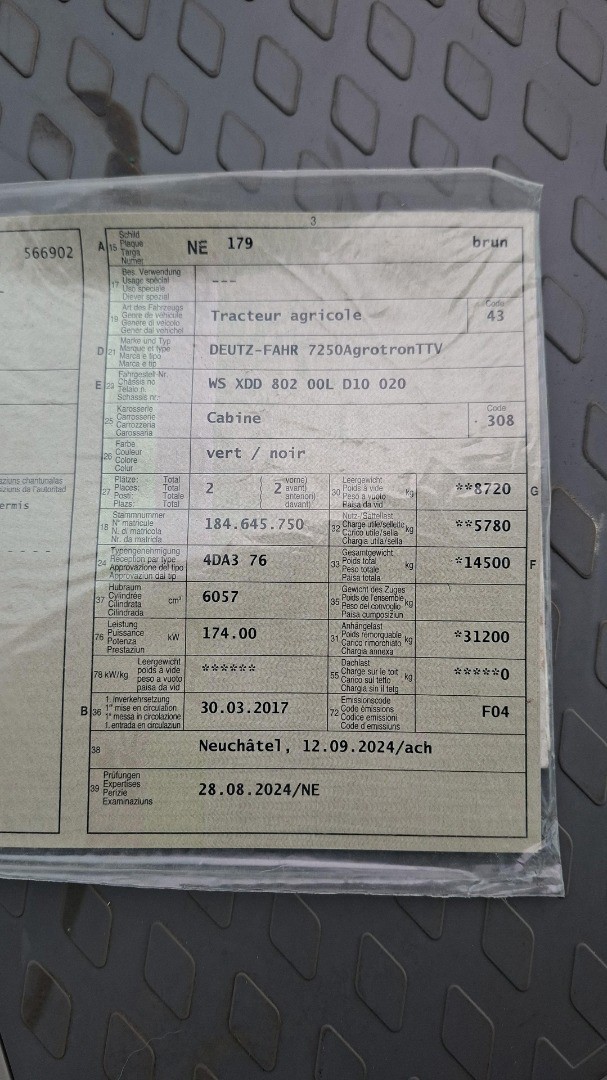 3
566902
A 15 Schild
Plaque
Targa
Numer
NE 179 brun
17 Bes. Verwendung
Usage spécial
Uso speciale
Diever spezial
---
19 Art des Fahrzeugs
Genre de véhicule
Genere di veicolo
Gener dal vehichel
Tracteur agricole
Code
43
D 21 Marke und Typ
Marque et type
Marca e tipo
Marca e tip
DEUTZ-FAHR 7250AgrotronTTV
E 23 Fahrgestell-Nr.
Châssis no
Telaio n.
Schassis nr.
WS XDD 802 00L D10 020
25 Karosserie
Carrosserie
Carrozzeria
Carossaria
Cabine
Code
308
26 Farbe
Couleur
Colore
Colur
vert / noir
27 Plätze: Total
Places: Total
Posti: Totale
Plazs: Total
2
(vorne)
2 avant)
anteriori)
davant)
30 Leergewicht
Poids à vide
Peso a vuoto
Paisa da vid
kg
**8720 G
18 Stammnummer
N° matricule
N. di matricola
Nr. da matricla
184.645.750
32 Nutz-/Sattellast
Charge utile/sellette
Carico utile/sella
Chargia utila/sella
kg
**5780
24 Typengenehmigung
Réception par type
Approvazione del tipo
Approvaziun dal tip
4DA3 76
33 Gesamtgewicht
Poids total
Peso totale
Paisa totala
kg
*14500 F
37 Hubraum
Cylindrée
Cilindrata
Cilindrada
cm³
6057
35 Gewicht des Zuges
Poids de l'ensemble
Peso del convoglio
Paisa cumposiziun
kg
76 Leistung
Puissance
Potenza
Prestaziun
kW
174.00
31 Anhängelast
Poids remorquable
Carico rimorchiato
Chargia annexa
kg
*31200
78 kW/kg Leergewicht
poids à vide
peso a vuoto
paisa da vid
******
55 Dachlast
Charge sur le toit
Carico sul tetto
Chargia sin il tetg
kg
*****0
B 36 1. Inverkehrsetzung
1re mise en circulation
1a messa in circolazione
1. entrada en circulaziun
30.03.2017
72 Emissionscode
Code émissions
Codice emissioni
Code d'emissiuns
F04
38
Neuchâtel, 12.09.2024/ach
39 Prüfungen
Expertises
Perizie
Examinaziuns
28.08.2024/NE
ermis